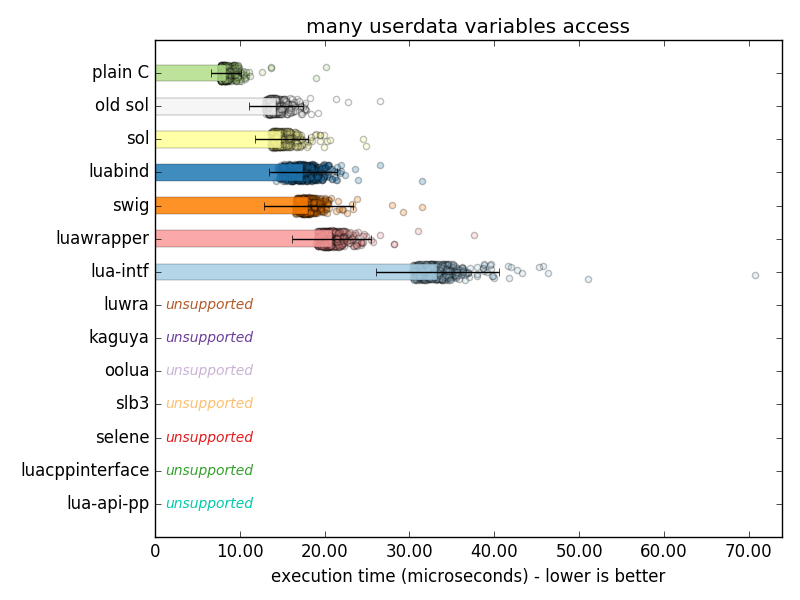 many userdata variables access
plain C
old sol
sol
luabind
swig
luawrapper
lua-intf
luwra unsupported
kaguya unsupported
oolua unsupported
slb3 unsupported
selene unsupported
luacppinterface unsupported
lua-api-pp unsupported
0 10.00 20.00 30.00 40.00 50.00 60.00 70.00
execution time (microseconds) - lower is better